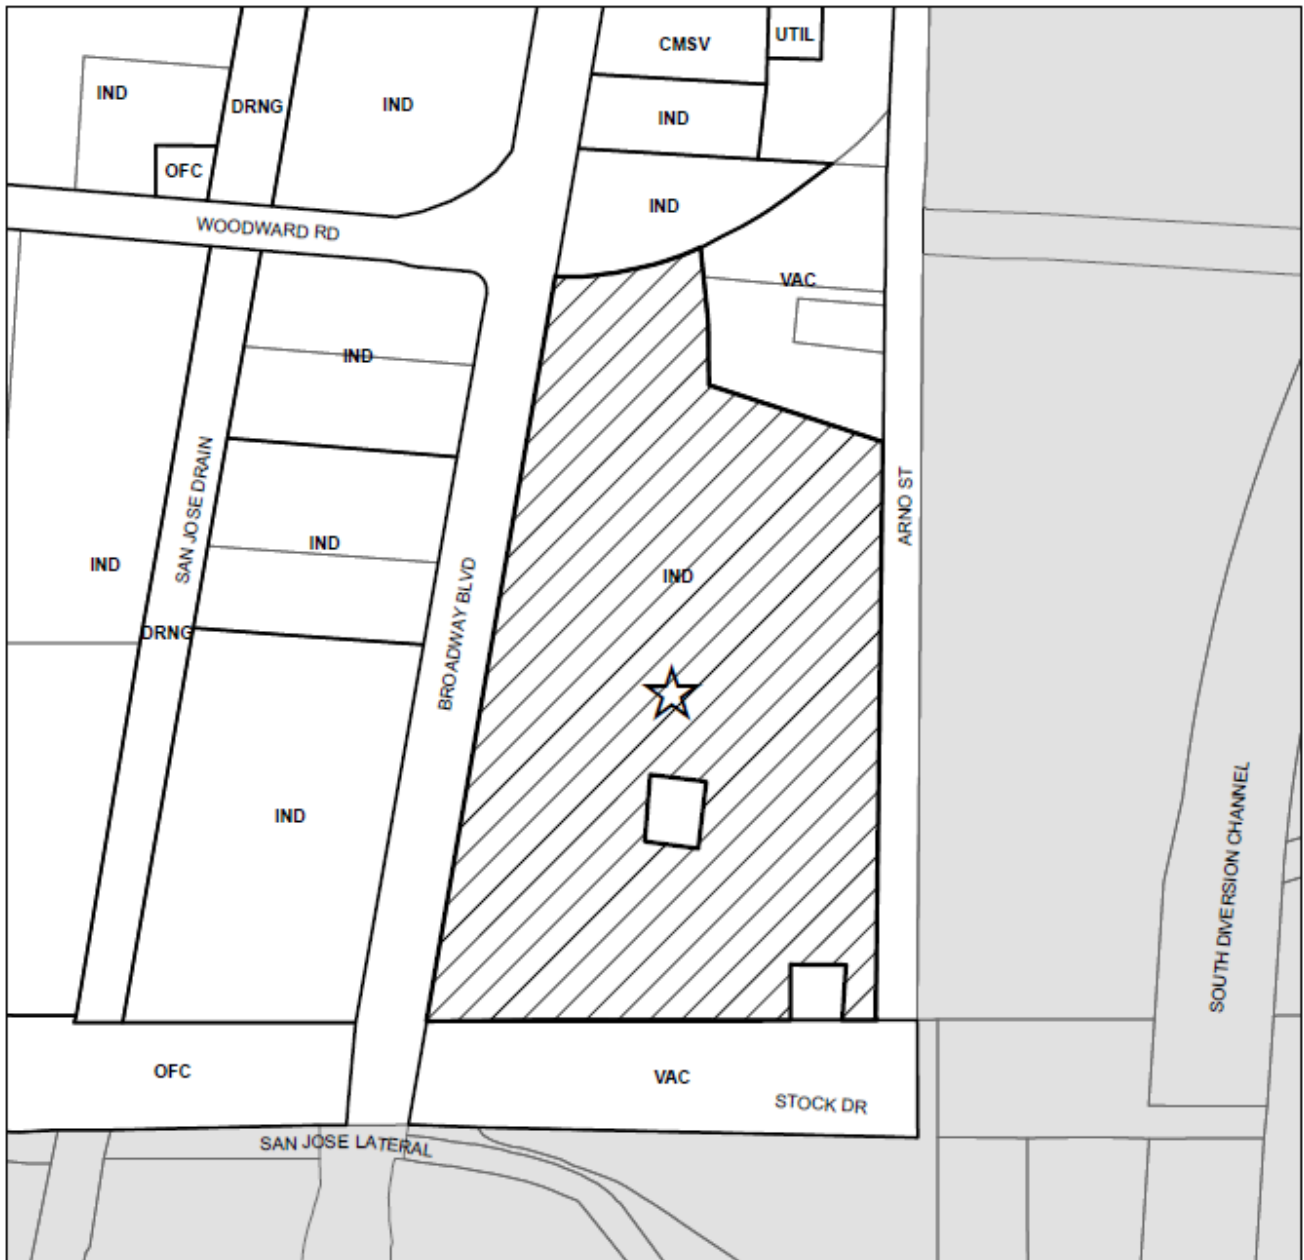 CMSV
UTIL
IND
DRNG
IND
IND
OFC
IND
WOODWARD RD
VAC
IND
SAN JOSE DRAIN
ARNO ST
IND
IND
IND
BROADWAY BLVD
DRNG
IND
SOUTH DIVERSION CHANNEL
OFC
VAC
STOCK DR
SAN JOSE LATERAL